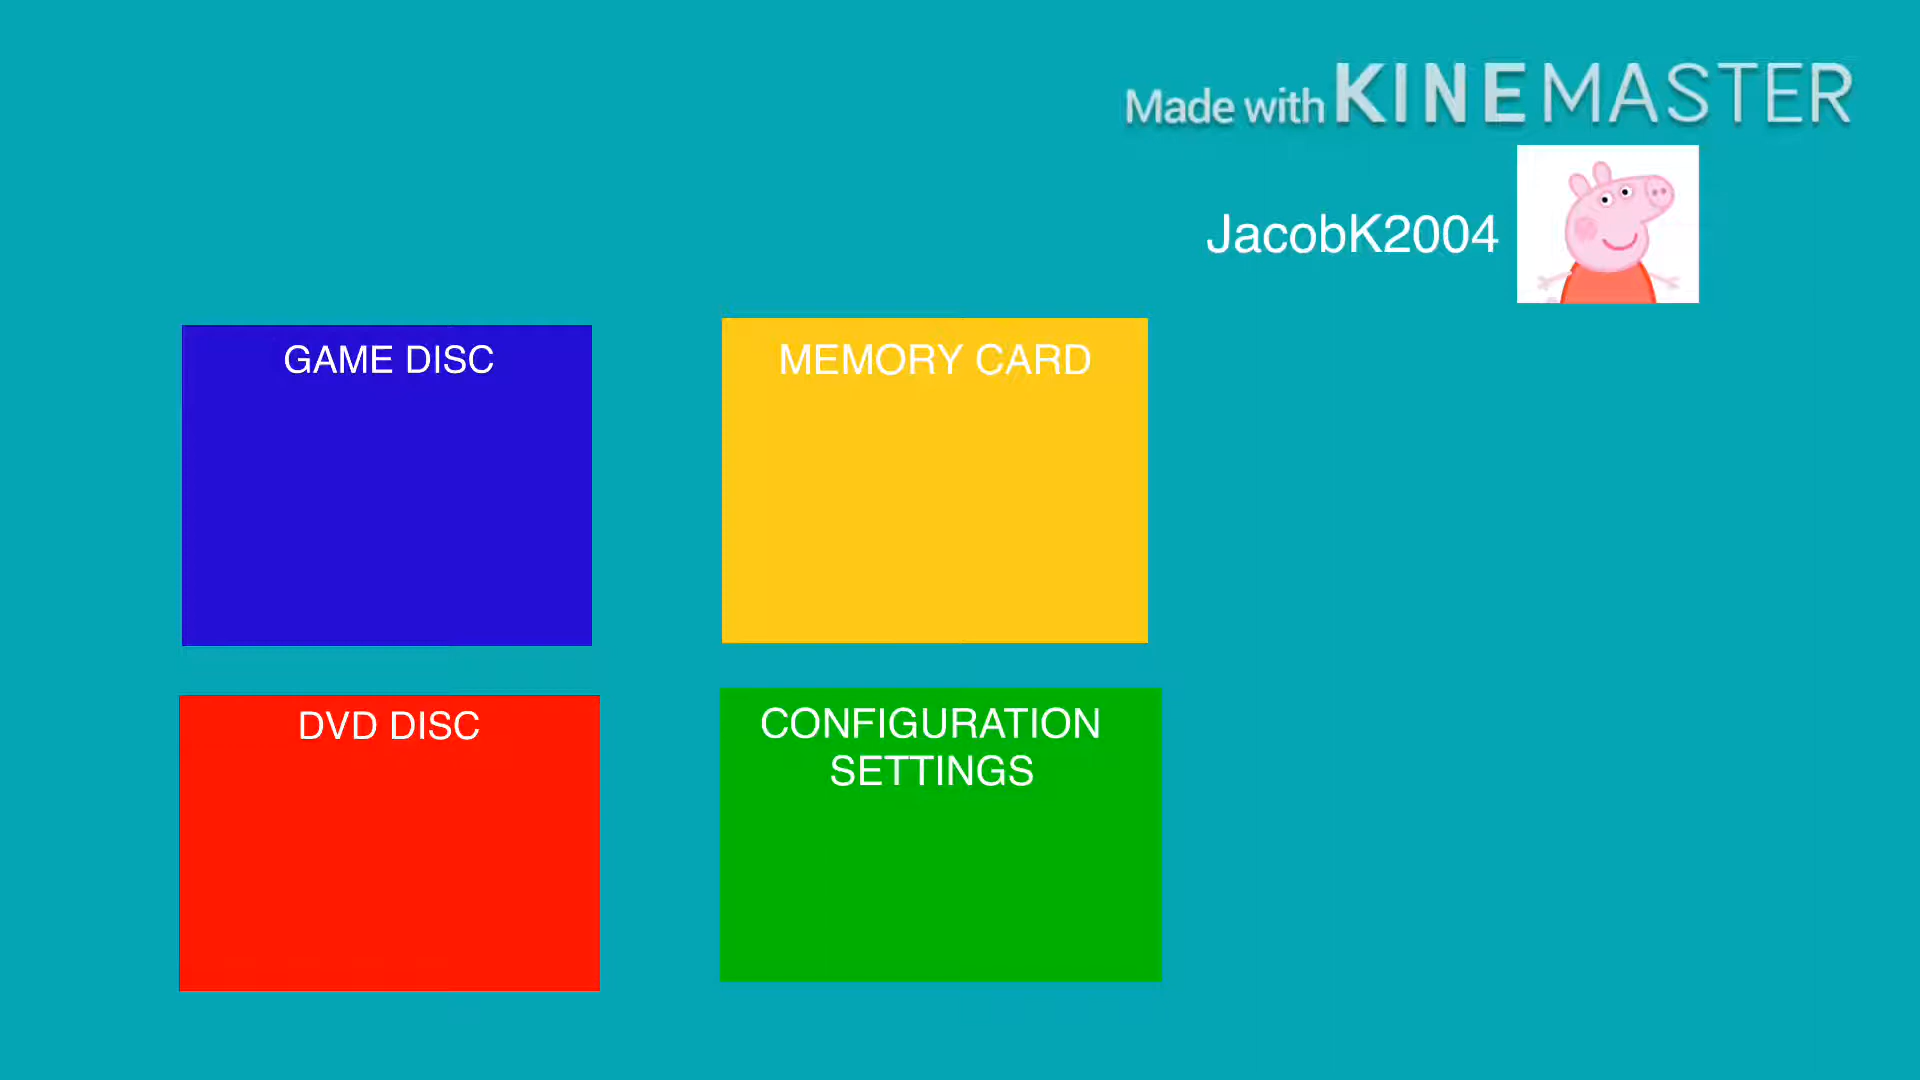 Made with KINEMASTER
JacobK2004
GAME DISC
MEMORY CARD
DVD DISC
CONFIGURATION
SETTINGS